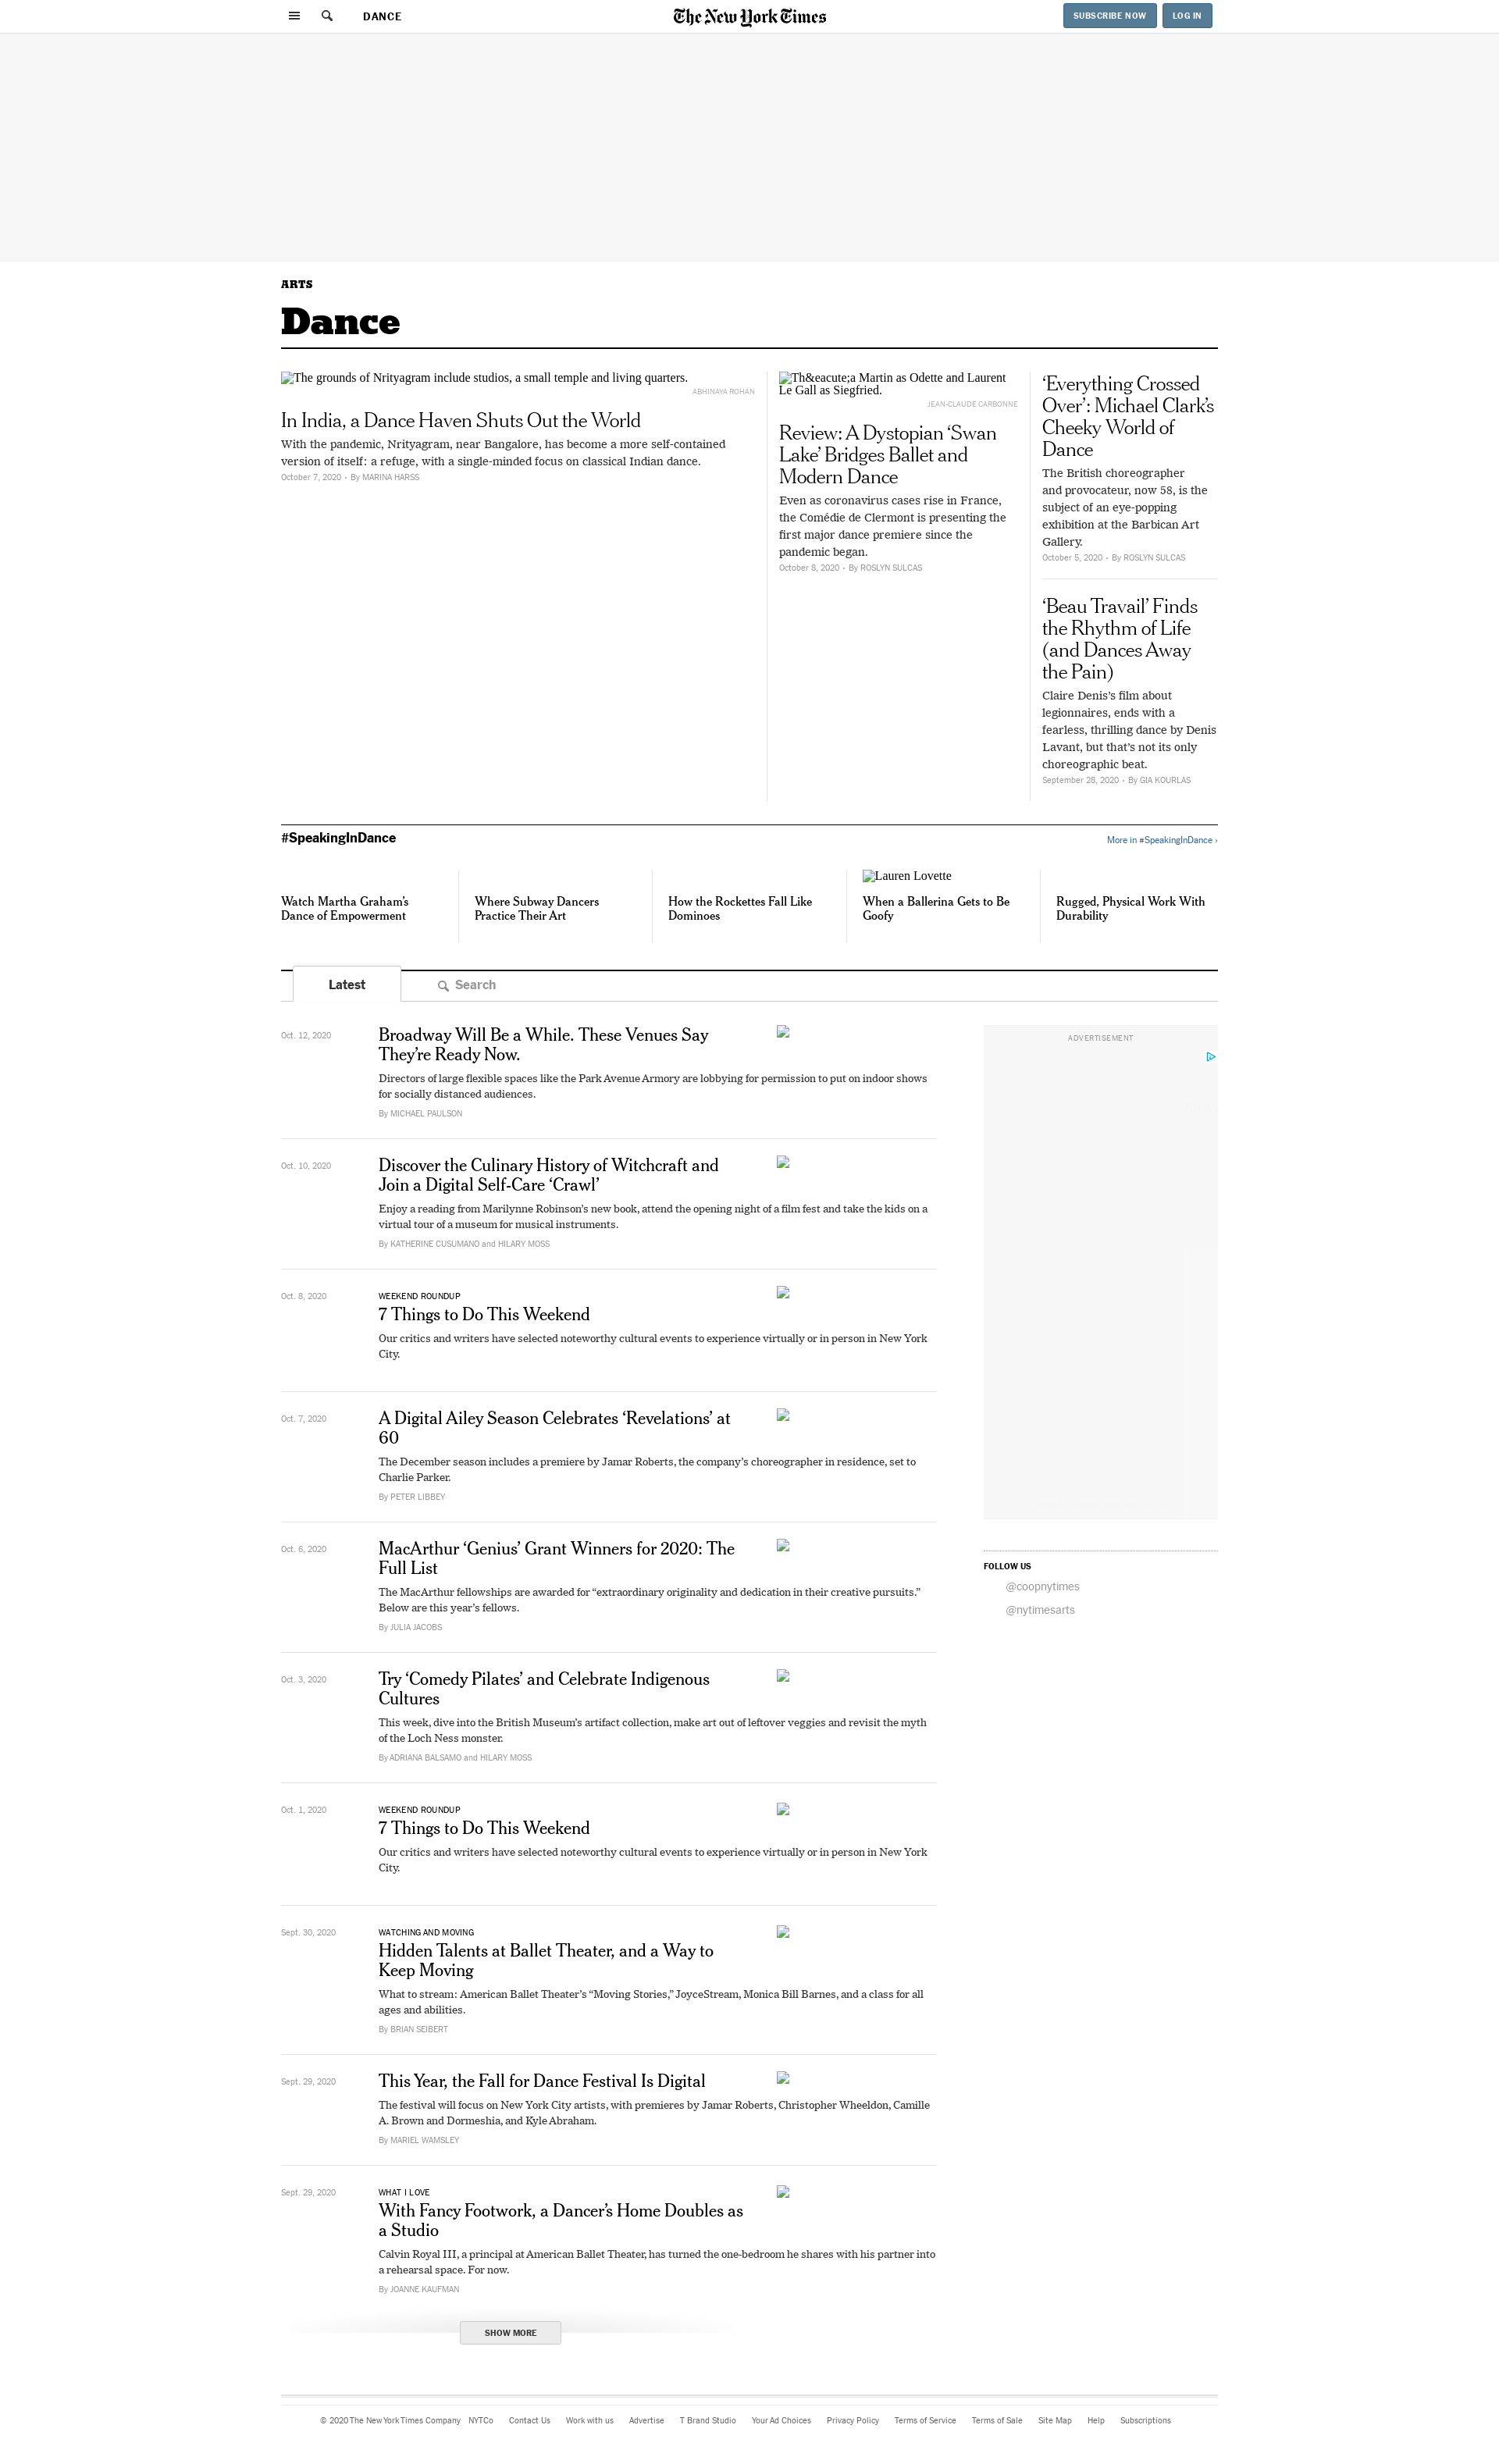 DANCE
The New York Times
SUBSCRIBE NOW
LOG IN
ARTS
Dance
The grounds of Nrityagram include studios, a small temple and living quarters.
ABHINAYA ROHAN
In India, a Dance Haven Shuts Out the World
With the pandemic, Nrityagram, near Bangalore, has become a more self-contained
version of itself: a refuge, with a single-minded focus on classical Indian dance.
October 7, 2020 • By MARINA HARSS
Th&eacute;a Martin as Odette and Laurent
Le Gall as Siegfried.
JEAN-CLAUDE CARBONNE
Review: A Dystopian ‘Swan
Lake’ Bridges Ballet and
Modern Dance
Even as coronavirus cases rise in France,
the Comédie de Clermont is presenting the
first major dance premiere since the
pandemic began.
October 8, 2020 • By ROSLYN SULCAS
‘Everything Crossed
Over’: Michael Clark’s
Cheeky World of
Dance
The British choreographer
and provocateur, now 58, is the
subject of an eye-popping
exhibition at the Barbican Art
Gallery.
October 5, 2020 • By ROSLYN SULCAS
‘Beau Travail’ Finds
the Rhythm of Life
(and Dances Away
the Pain)
Claire Denis’s film about
legionnaires, ends with a
fearless, thrilling dance by Denis
Lavant, but that’s not its only
choreographic beat.
September 28, 2020 • By GIA KOURLAS
#SpeakingInDance
More in #SpeakingInDance ›
Watch Martha Graham’s
Dance of Empowerment
Where Subway Dancers
Practice Their Art
How the Rockettes Fall Like
Dominoes
Lauren Lovette
When a Ballerina Gets to Be
Goofy
Rugged, Physical Work With
Durability
Latest
Search
Oct. 12, 2020
Broadway Will Be a While. These Venues Say
They’re Ready Now.
Directors of large flexible spaces like the Park Avenue Armory are lobbying for permission to put on indoor shows
for socially distanced audiences.
By MICHAEL PAULSON
ADVERTISEMENT
Oct. 10, 2020
Discover the Culinary History of Witchcraft and
Join a Digital Self-Care ‘Crawl’
Enjoy a reading from Marilynne Robinson’s new book, attend the opening night of a film fest and take the kids on a
virtual tour of a museum for musical instruments.
By KATHERINE CUSUMANO and HILARY MOSS
Oct. 8, 2020
WEEKEND ROUNDUP
7 Things to Do This Weekend
Our critics and writers have selected noteworthy cultural events to experience virtually or in person in New York
City.
Oct. 7, 2020
A Digital Ailey Season Celebrates ‘Revelations’ at
60
The December season includes a premiere by Jamar Roberts, the company’s choreographer in residence, set to
Charlie Parker.
By PETER LIBBEY
Oct. 6, 2020
MacArthur ‘Genius’ Grant Winners for 2020: The
Full List
The MacArthur fellowships are awarded for “extraordinary originality and dedication in their creative pursuits.”
Below are this year’s fellows.
By JULIA JACOBS
FOLLOW US
@coopnytimes
@nytimesarts
Oct. 3, 2020
Try ‘Comedy Pilates’ and Celebrate Indigenous
Cultures
This week, dive into the British Museum’s artifact collection, make art out of leftover veggies and revisit the myth
of the Loch Ness monster.
By ADRIANA BALSAMO and HILARY MOSS
Oct. 1, 2020
WEEKEND ROUNDUP
7 Things to Do This Weekend
Our critics and writers have selected noteworthy cultural events to experience virtually or in person in New York
City.
Sept. 30, 2020
WATCHING AND MOVING
Hidden Talents at Ballet Theater, and a Way to
Keep Moving
What to stream: American Ballet Theater’s “Moving Stories,” JoyceStream, Monica Bill Barnes, and a class for all
ages and abilities.
By BRIAN SEIBERT
Sept. 29, 2020
This Year, the Fall for Dance Festival Is Digital
The festival will focus on New York City artists, with premieres by Jamar Roberts, Christopher Wheeldon, Camille
A. Brown and Dormeshia, and Kyle Abraham.
By MARIEL WAMSLEY
Sept. 29, 2020
WHAT I LOVE
With Fancy Footwork, a Dancer’s Home Doubles as
a Studio
Calvin Royal III, a principal at American Ballet Theater, has turned the one-bedroom he shares with his partner into
a rehearsal space. For now.
By JOANNE KAUFMAN
SHOW MORE
© 2020 The New York Times Company NYTCo Contact Us Work with us Advertise T Brand Studio Your Ad Choices Privacy Policy Terms of Service Terms of Sale Site Map Help Subscriptions